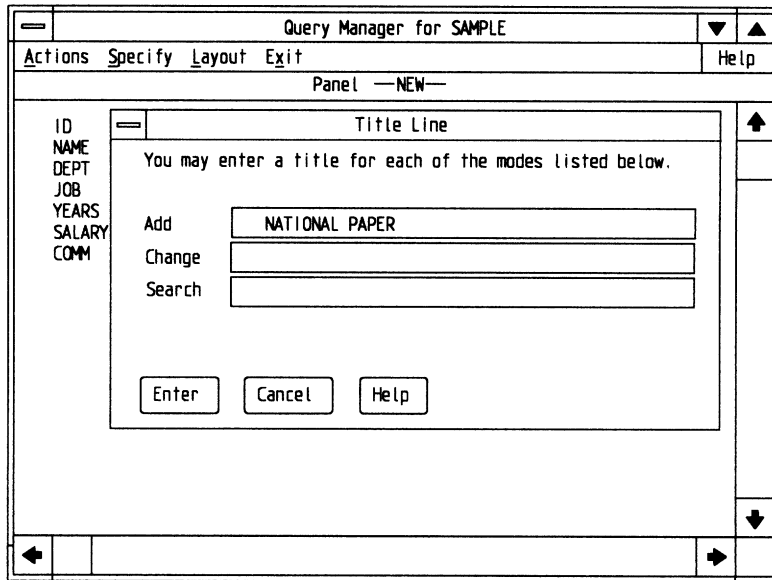 Query Manager for SAMPLE
Actions Specify Layout Exit Help
Panel —NEW—
ID
NAME
DEPT
JOB
YEARS
SALARY
COMM
Title Line
You may enter a title for each of the modes listed below.
Add NATIONAL PAPER
Change
Search
Enter Cancel Help